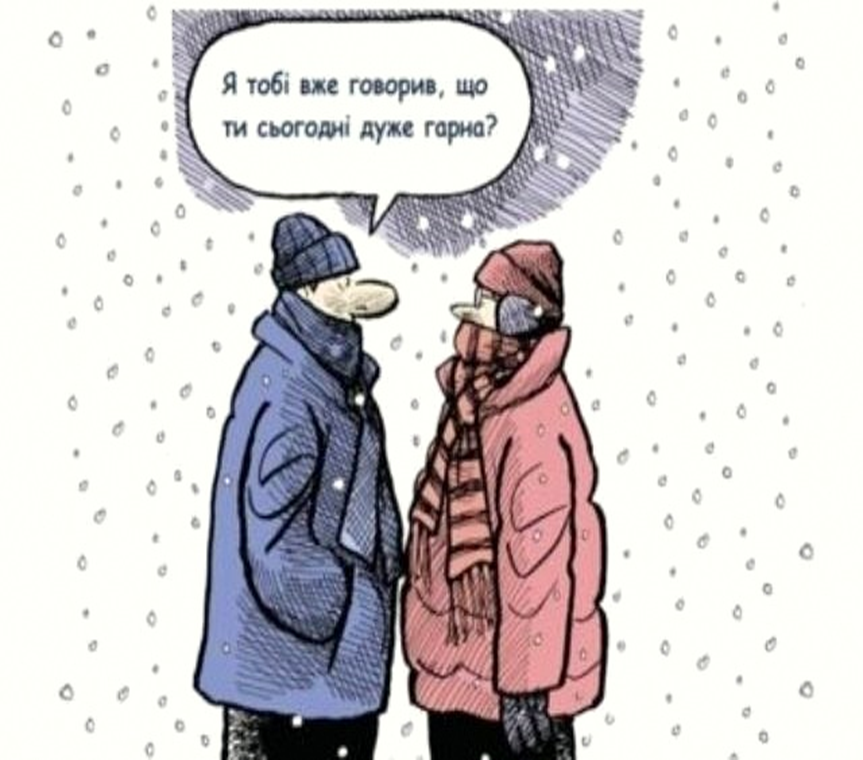 Я тобі вже говорив, що
ти сьогодні дуже гарна?